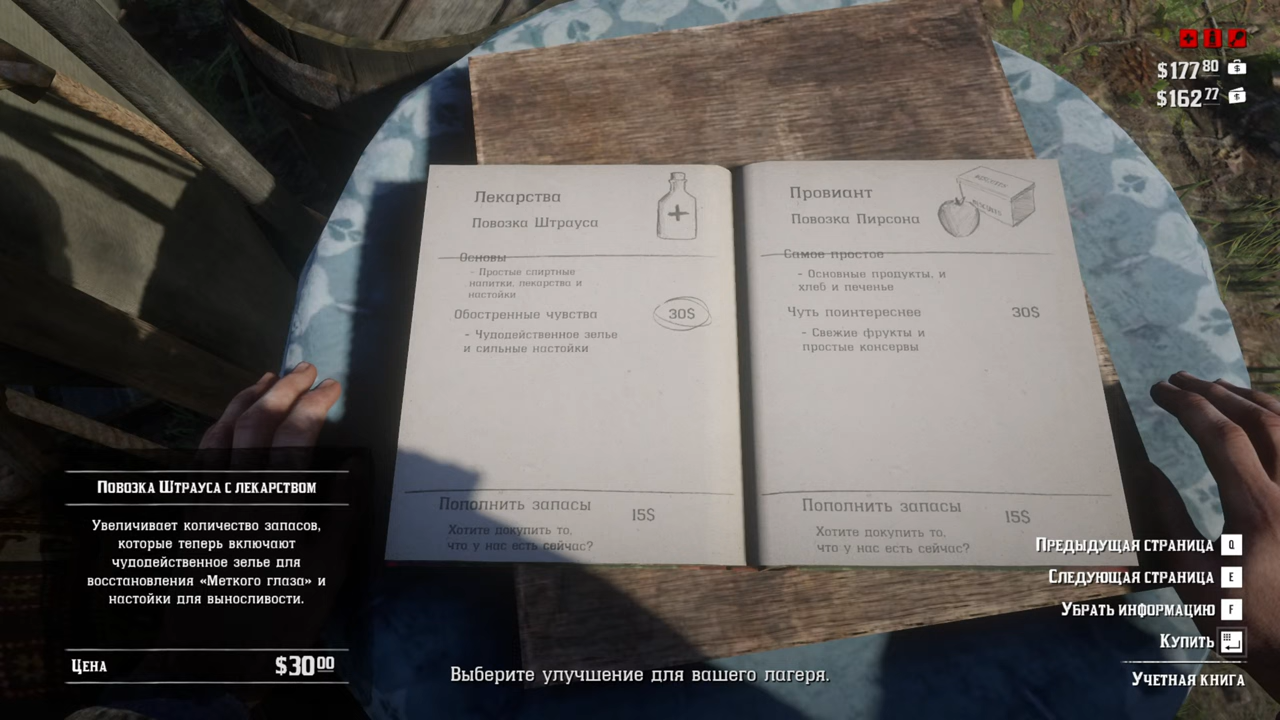 $177 80
$162 77
Лекарства
Повозка Штрауса
Основы
- Простые спиртные
напитки, лекарства и
настойки
Обостренные чувства 30$
- Чудодейственное зелье
и сильные настойки
Пополнить запасы 15$
Хотите докупить то,
что у нас есть сейчас?
Провиант
Повозка Пирсона
Самое простое
- Основные продукты, и
хлеб и печенье
Чуть поинтереснее 30$
- Свежие фрукты и
простые консервы
Пополнить запасы 15$
Хотите докупить то,
что у нас есть сейчас?
Повозка Штрауса с лекарством
Увеличивает количество запасов,
которые теперь включают
чудодейственное зелье для
восстановления «Меткого глаза» и
настойки для выносливости.
Цена $30 00
Выберите улучшение для вашего лагеря.
Предыдущая страница Q
Следующая страница E
Убрать информацию F
Купить
Учетная книга